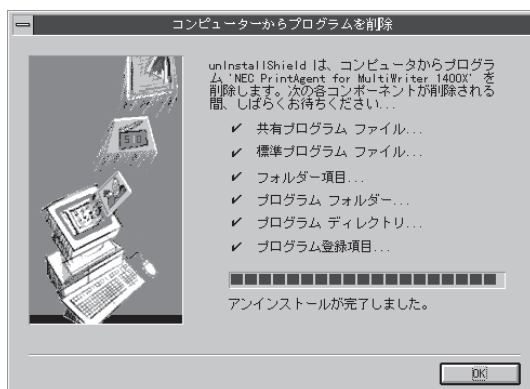 コンピューターからプログラムを削除
unInstallShield は、コンピュータからプログラ
ム 'NEC PrintAgent for MultiWriter 1400X' を
削除します。次の各コンポーネントが削除される
間、しばらくお待ちください...
✔ 共有プログラム ファイル...
✔ 標準プログラム ファイル...
✔ フォルダー項目...
✔ プログラム フォルダー...
✔ プログラム ディレクトリ...
✔ プログラム登録項目...
アンインストールが完了しました。
OK